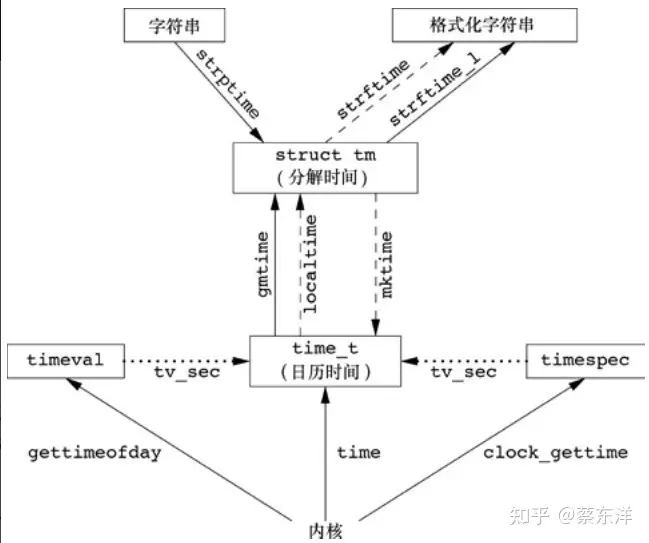 字符串
格式化字符串
strptime
strftime
strftime_l
struct tm
(分解时间)
gmtime
localtime
mktime
timeval
tv_sec
time_t
(日历时间)
tv_sec
timespec
gettimeofday
time
clock_gettime
内核
知乎 @蔡东洋